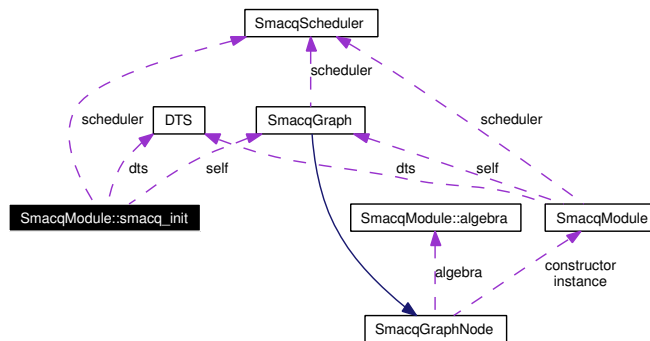 SmacqScheduler
scheduler
DTS
SmacqGraph
scheduler
scheduler
dts
self
dts
self
SmacqModule::smacq_init
SmacqModule::algebra
SmacqModule
algebra
constructor
instance
SmacqGraphNode